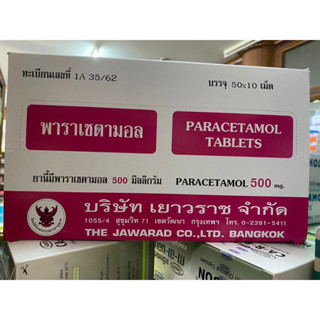 ทะเบียนเลขที่ 1A 35/62
บรรจุ 50x10 เม็ด
พาราเซตามอล
PARACETAMOL
TABLETS
ยานี้มีพาราเซตามอล 500 มิลลิกรัม
PARACETAMOL 500 mg.
บริษัท เยาวราช จำกัด
1055/4 สุขุมวิท 71 เขตวัฒนา กรุงเทพฯ โทร. 0-2391-5411
THE JAWARAD CO.,LTD. BANGKOK